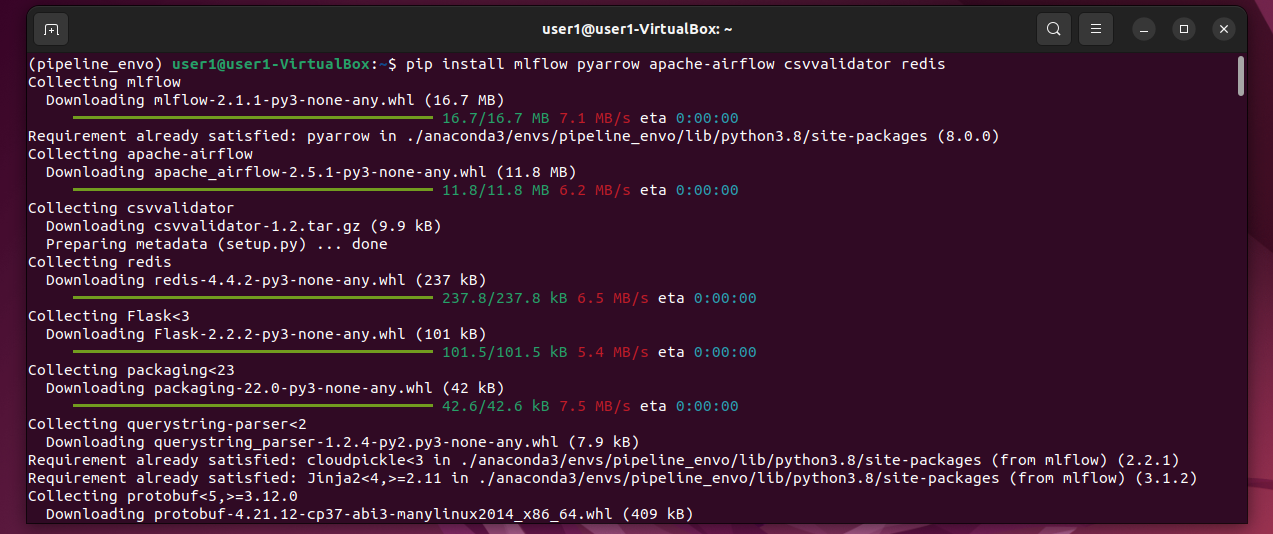 user1@user1-VirtualBox: ~
(pipeline_envo) user1@user1-VirtualBox:~$ pip install mlflow pyarrow apache-airflow csvvalidator redis
Collecting mlflow
  Downloading mlflow-2.1.1-py3-none-any.whl (16.7 MB)
16.7/16.7 MB 7.1 MB/s eta 0:00:00
Requirement already satisfied: pyarrow in ./anaconda3/envs/pipeline_envo/lib/python3.8/site-packages (8.0.0)
Collecting apache-airflow
  Downloading apache_airflow-2.5.1-py3-none-any.whl (11.8 MB)
11.8/11.8 MB 6.2 MB/s eta 0:00:00
Collecting csvvalidator
  Downloading csvvalidator-1.2.tar.gz (9.9 kB)
  Preparing metadata (setup.py) ... done
Collecting redis
  Downloading redis-4.4.2-py3-none-any.whl (237 kB)
237.8/237.8 kB 6.5 MB/s eta 0:00:00
Collecting Flask<3
  Downloading Flask-2.2.2-py3-none-any.whl (101 kB)
101.5/101.5 kB 5.4 MB/s eta 0:00:00
Collecting packaging<23
  Downloading packaging-22.0-py3-none-any.whl (42 kB)
42.6/42.6 kB 7.5 MB/s eta 0:00:00
Collecting querystring-parser<2
  Downloading querystring_parser-1.2.4-py2.py3-none-any.whl (7.9 kB)
Requirement already satisfied: cloudpickle<3 in ./anaconda3/envs/pipeline_envo/lib/python3.8/site-packages (from mlflow) (2.2.1)
Requirement already satisfied: Jinja2<4,>=2.11 in ./anaconda3/envs/pipeline_envo/lib/python3.8/site-packages (from mlflow) (3.1.2)
Collecting protobuf<5,>=3.12.0
  Downloading protobuf-4.21.12-cp37-abi3-manylinux2014_x86_64.whl (409 kB)